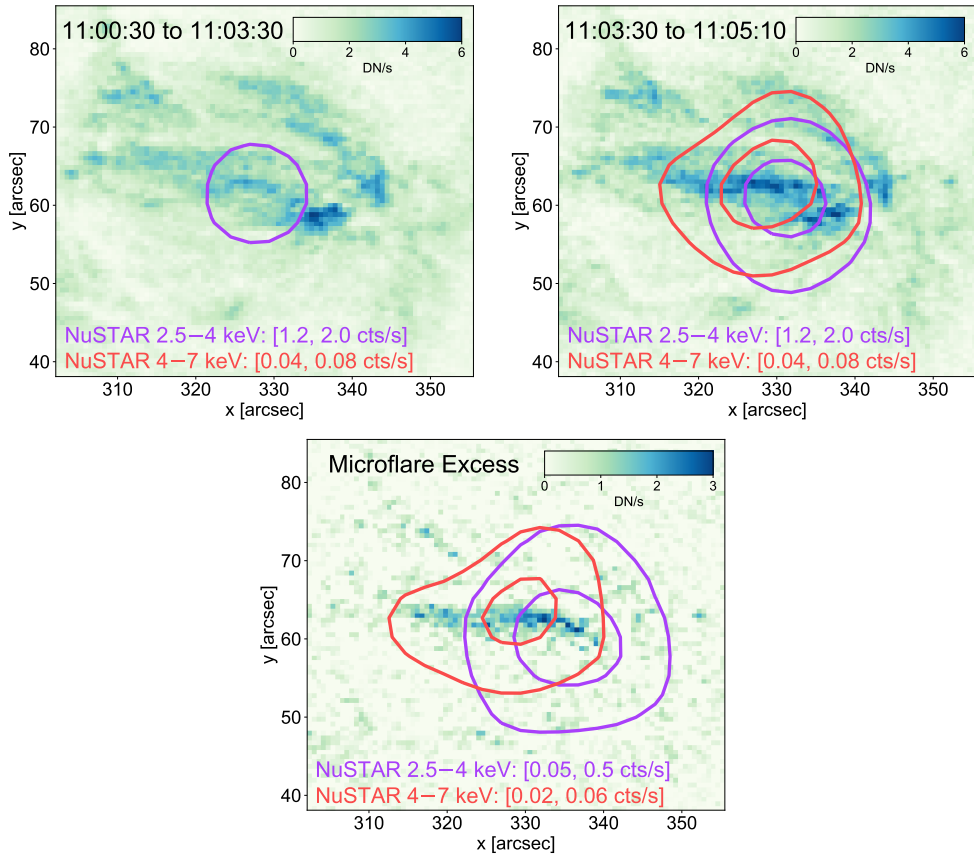 11:00:30 to 11:03:30
0 2 4 6
DN/s
80
70
60
50
40
y [arcsec]
NuSTAR 2.5−4 keV: [1.2, 2.0 cts/s]
NuSTAR 4−7 keV: [0.04, 0.08 cts/s]
310 320 330 340 350
x [arcsec]
11:03:30 to 11:05:10
0 2 4 6
DN/s
80
70
60
50
40
y [arcsec]
NuSTAR 2.5−4 keV: [1.2, 2.0 cts/s]
NuSTAR 4−7 keV: [0.04, 0.08 cts/s]
310 320 330 340 350
x [arcsec]
Microflare Excess
0 1 2 3
DN/s
80
70
60
50
40
y [arcsec]
NuSTAR 2.5−4 keV: [0.05, 0.5 cts/s]
NuSTAR 4−7 keV: [0.02, 0.06 cts/s]
310 320 330 340 350
x [arcsec]